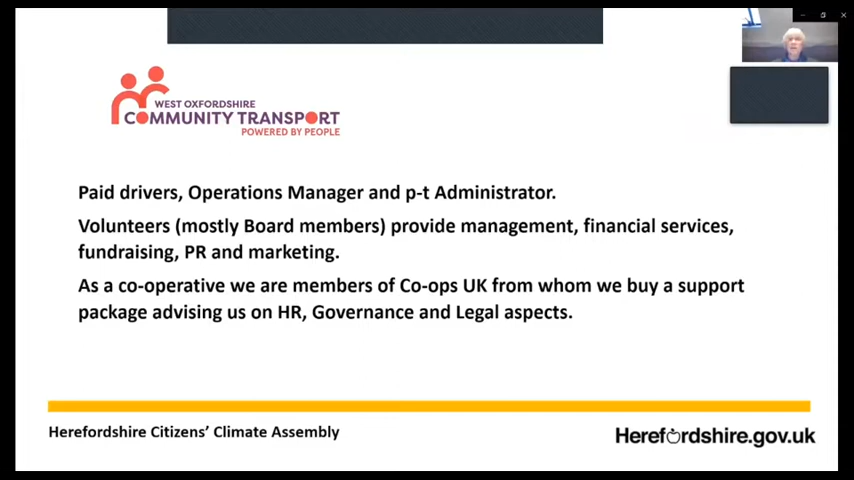 WEST OXFORDSHIRE
COMMUNITY TRANSPORT
POWERED BY PEOPLE
Paid drivers, Operations Manager and p-t Administrator.
Volunteers (mostly Board members) provide management, financial services,
fundraising, PR and marketing.
As a co-operative we are members of Co-ops UK from whom we buy a support
package advising us on HR, Governance and Legal aspects.
Herefordshire Citizens’ Climate Assembly
Herefordshire.gov.uk